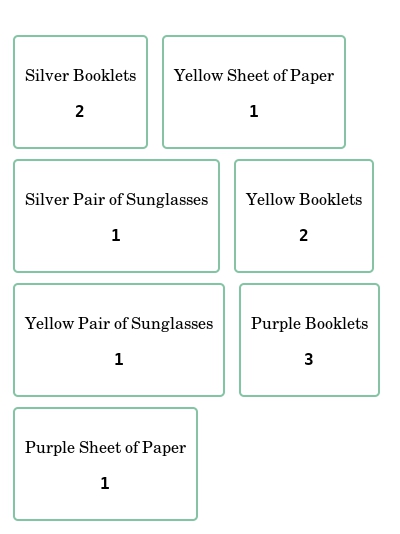 Silver Booklets
2
Yellow Sheet of Paper
1
Silver Pair of Sunglasses
1
Yellow Booklets
2
Yellow Pair of Sunglasses
1
Purple Booklets
3
Purple Sheet of Paper
1